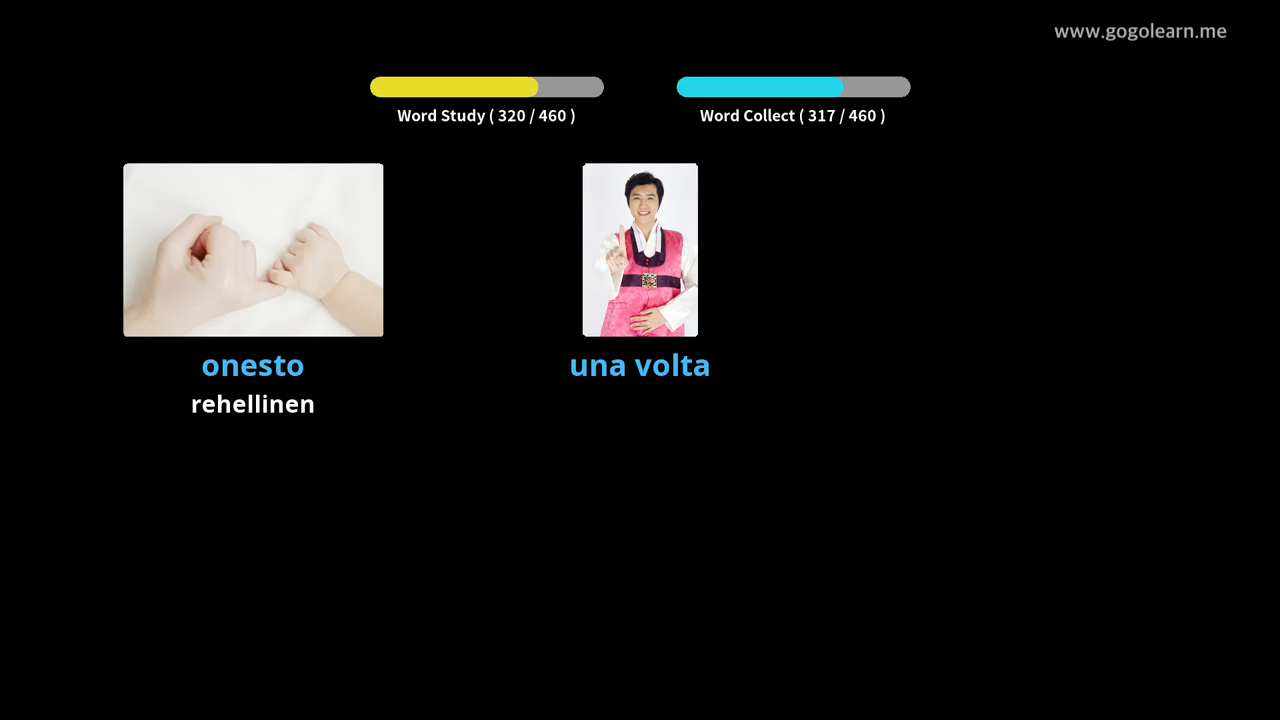 www.gogolearn.me
Word Study ( 320 / 460 )
Word Collect ( 317 / 460 )
onesto
rehellinen
una volta